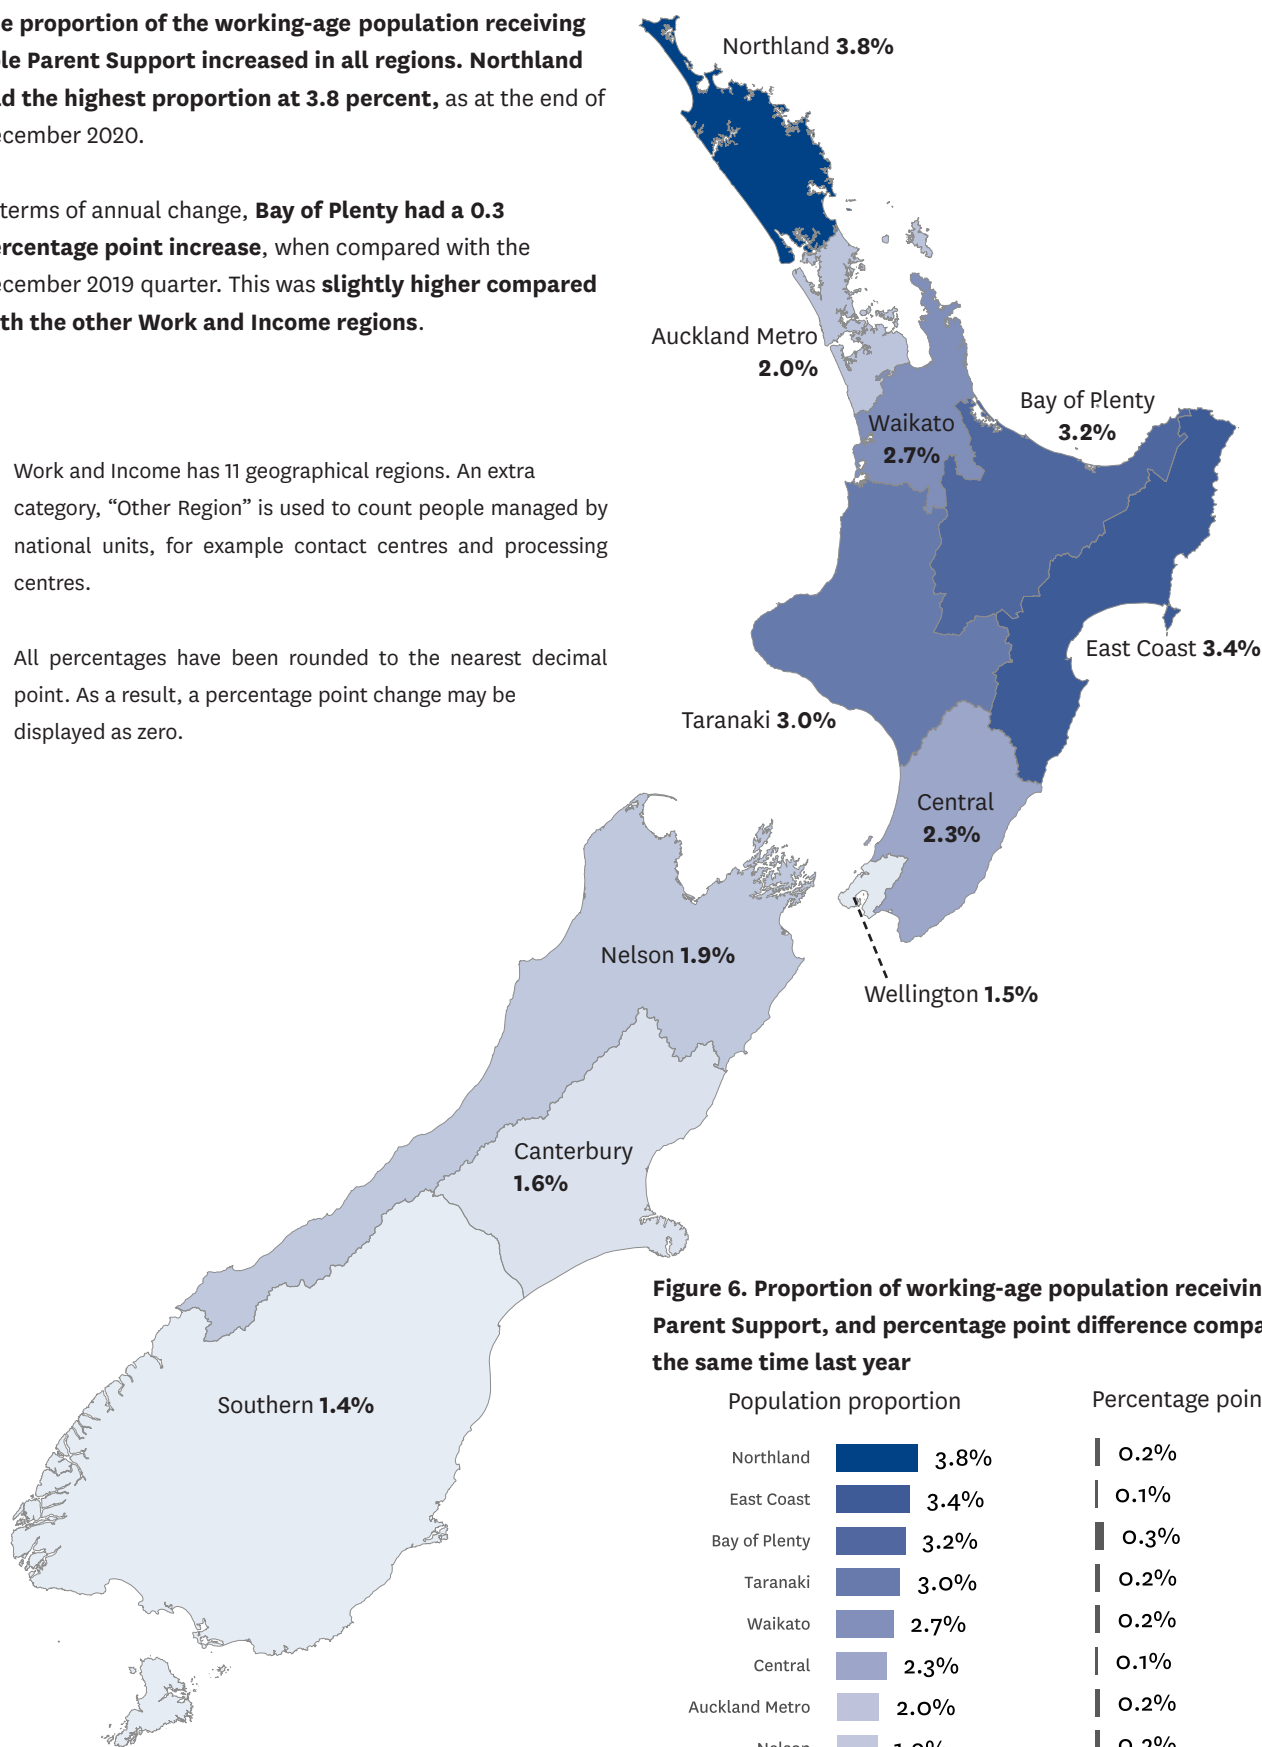 e proportion of the working-age population receiving
le Parent Support increased in all regions. Northland
d the highest proportion at 3.8 percent, as at the end of
ecember 2020.
terms of annual change, Bay of Plenty had a 0.3
ercentage point increase, when compared with the
ecember 2019 quarter. This was slightly higher compared
th the other Work and Income regions.
Work and Income has 11 geographical regions. An extra
category, “Other Region” is used to count people managed by
national units, for example contact centres and processing
centres.
All percentages have been rounded to the nearest decimal
point. As a result, a percentage point change may be
displayed as zero.
Northland 3.8%
Auckland Metro
2.0%
Waikato
2.7%
Bay of Plenty
3.2%
East Coast 3.4%
Taranaki 3.0%
Central
2.3%
Wellington 1.5%
Nelson 1.9%
Canterbury
1.6%
Southern 1.4%
Figure 6. Proportion of working-age population receivin
Parent Support, and percentage point difference compa
the same time last year
Population proportion Percentage poin
Northland 3.8% 0.2%
East Coast 3.4% 0.1%
Bay of Plenty 3.2% 0.3%
Taranaki 3.0% 0.2%
Waikato 2.7% 0.2%
Central 2.3% 0.1%
Auckland Metro 2.0% 0.2%
Nelson 1.9% 0.2%